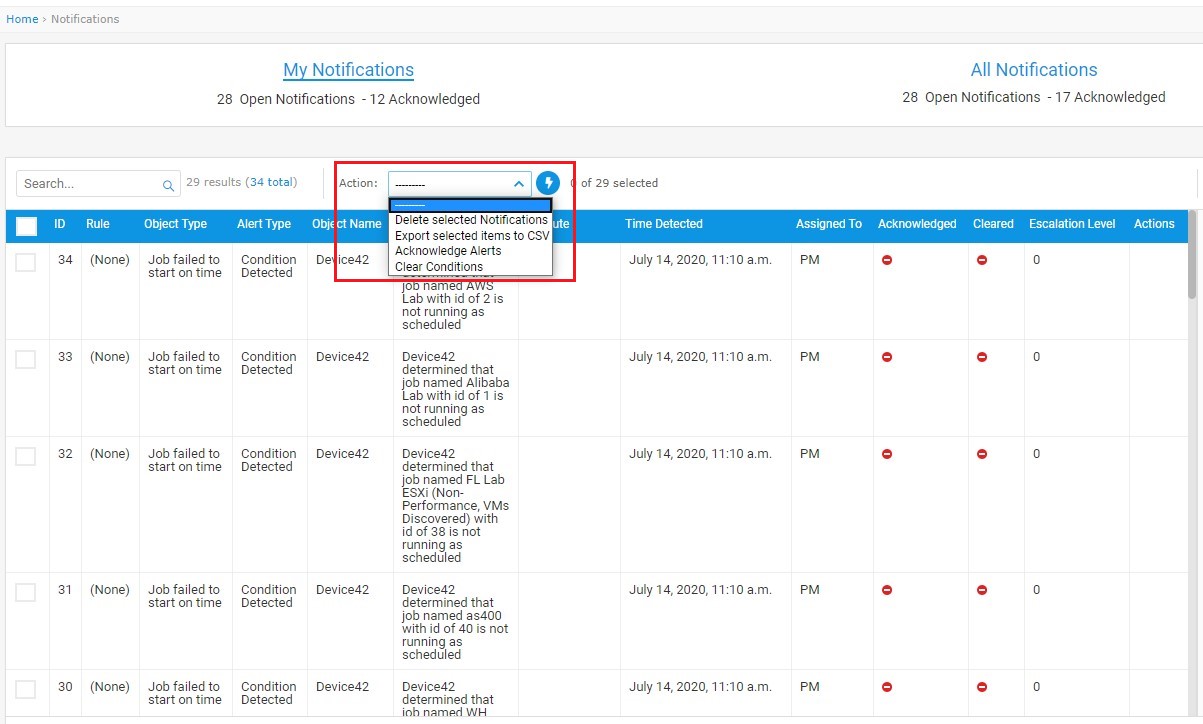 Home › Notifications
My Notifications
28 Open Notifications - 12 Acknowledged
All Notifications
28 Open Notifications - 17 Acknowledged
Search...
29 results (34 total)
Action:
---------
of 29 selected
---------
Delete selected Notifications
Export selected items to CSV
Acknowledge Alerts
Clear Conditions
ID Rule Object Type Alert Type Object Name Time Detected Assigned To Acknowledged Cleared Escalation Level Actions
34 (None) Job failed to Condition Device42 July 14, 2020, 11:10 a.m. PM 0
start on time Detected determined that
job named AWS
Lab with id of 2 is
not running as
scheduled
33 (None) Job failed to Condition Device42 Device42 July 14, 2020, 11:10 a.m. PM 0
start on time Detected determined that
job named Alibaba
Lab with id of 1 is
not running as
scheduled
32 (None) Job failed to Condition Device42 Device42 July 14, 2020, 11:10 a.m. PM 0
start on time Detected determined that
job named FL Lab
ESXi (Non-
Performance, VMs
Discovered) with
id of 38 is not
running as
scheduled
31 (None) Job failed to Condition Device42 Device42 July 14, 2020, 11:10 a.m. PM 0
start on time Detected determined that
job named as400
with id of 40 is not
running as
scheduled
30 (None) Job failed to Condition Device42 Device42 July 14, 2020, 11:10 a.m. PM 0
start on time Detected determined that
job named WH